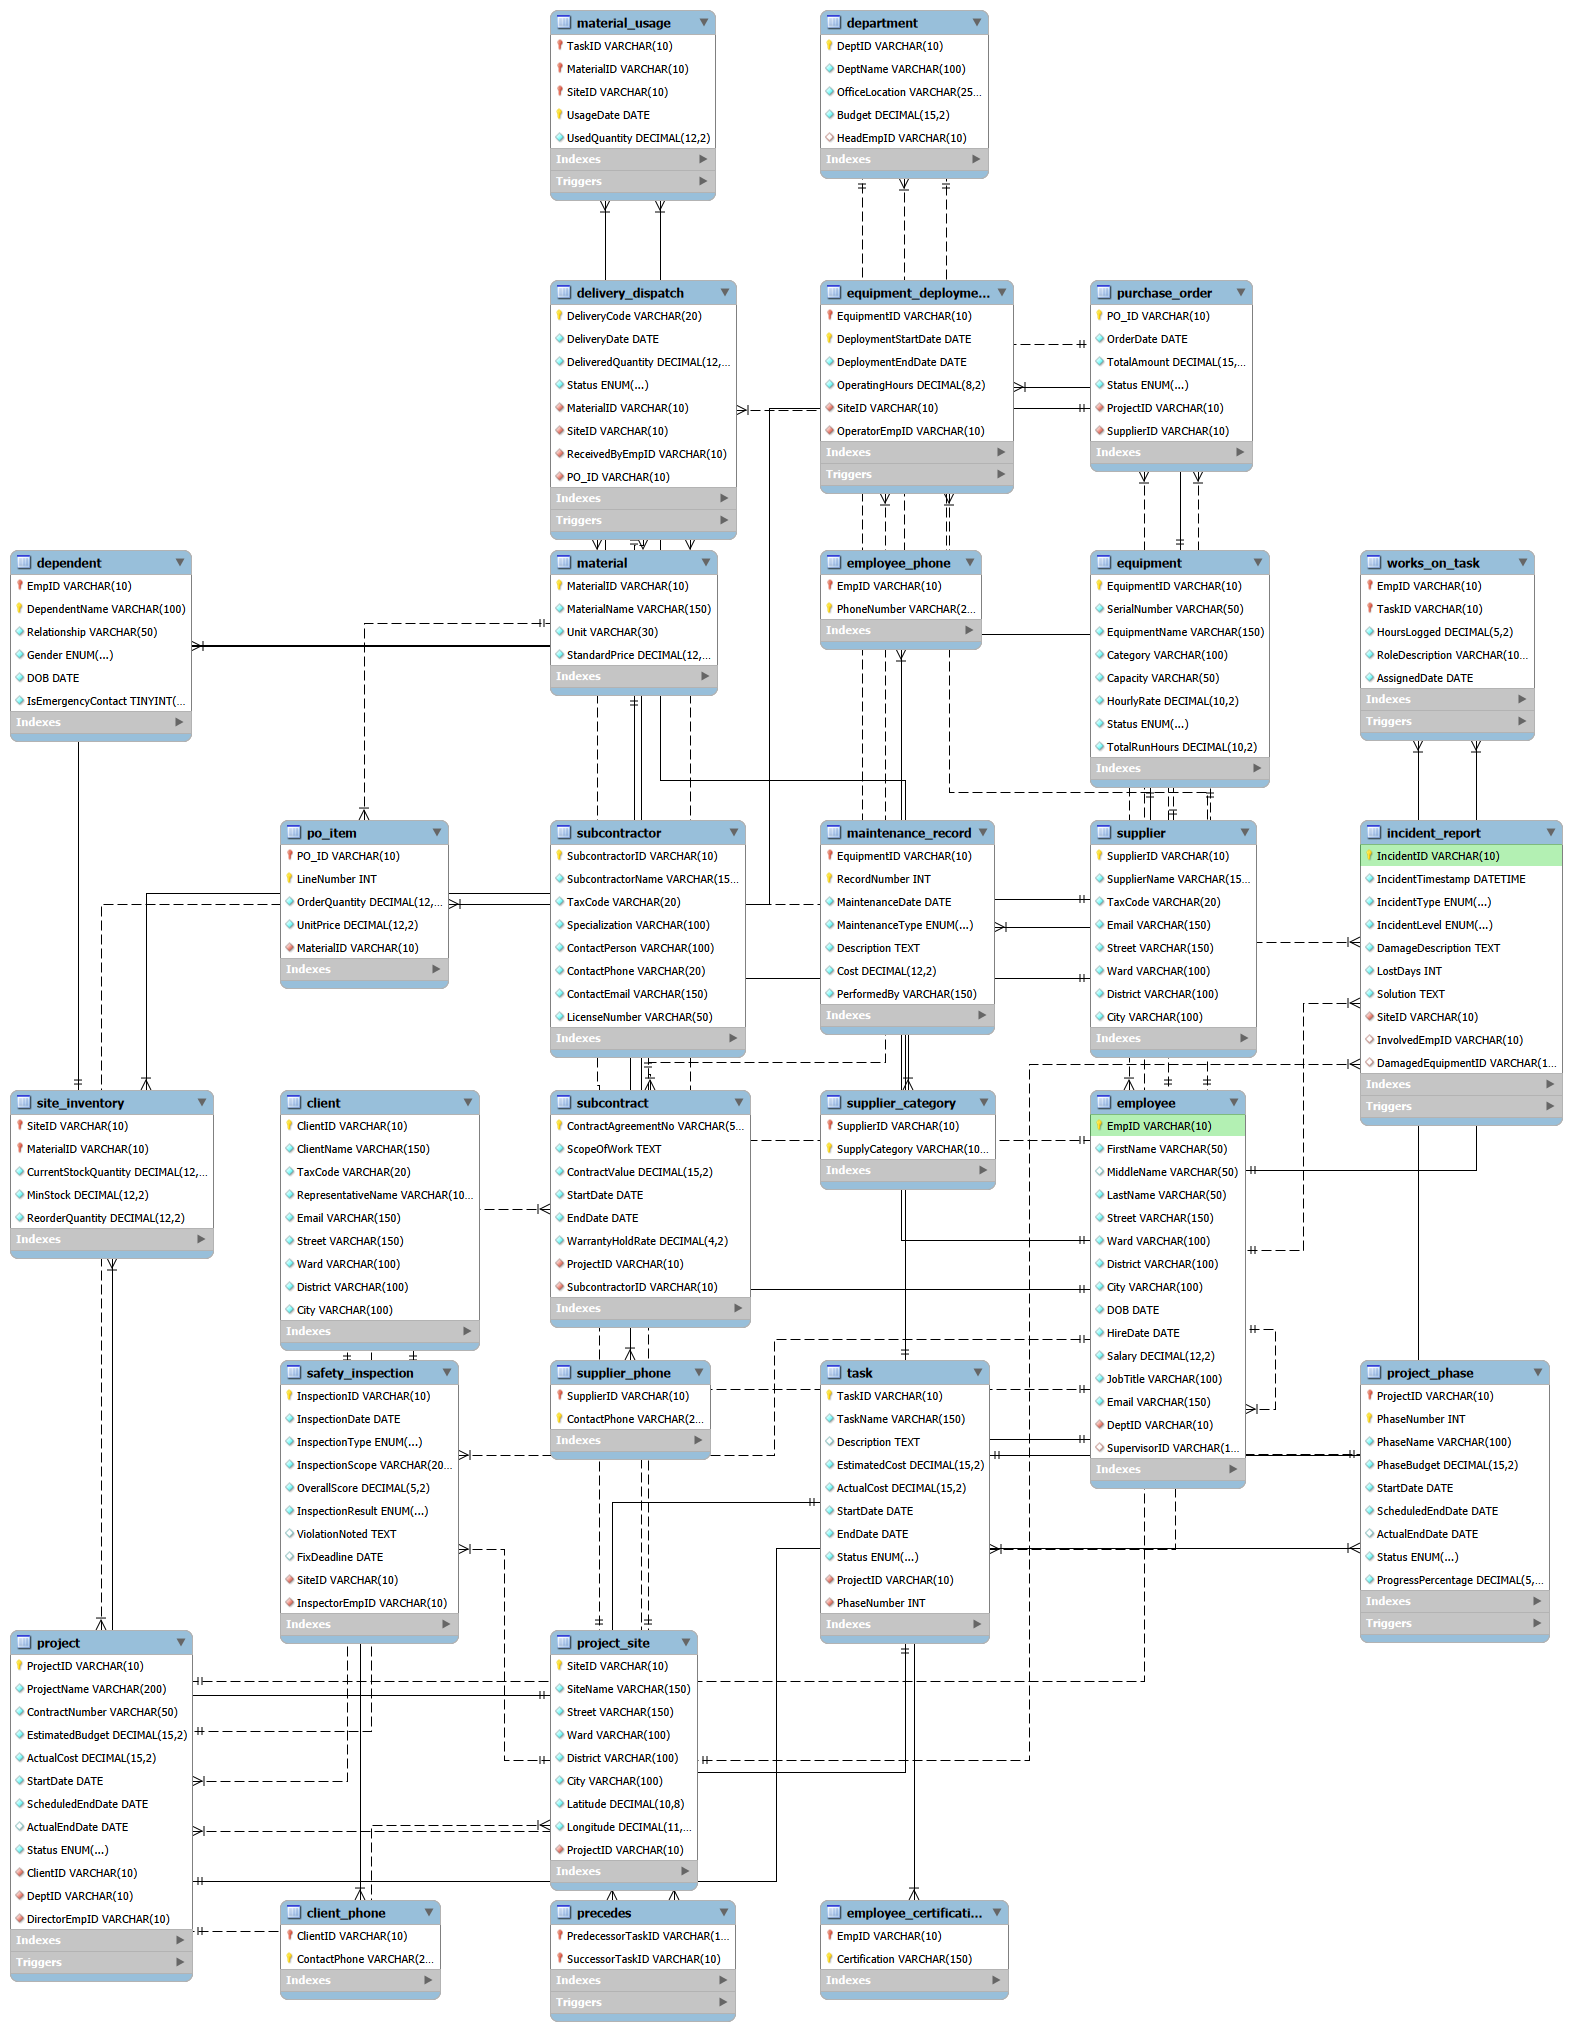 material_usage
TaskID VARCHAR(10)
MaterialID VARCHAR(10)
SiteID VARCHAR(10)
UsageDate DATE
UsedQuantity DECIMAL(12,2)
Indexes
Triggers
department
DeptID VARCHAR(10)
DeptName VARCHAR(100)
OfficeLocation VARCHAR(25...
Budget DECIMAL(15,2)
HeadEmpID VARCHAR(10)
Indexes
delivery_dispatch
DeliveryCode VARCHAR(20)
DeliveryDate DATE
DeliveredQuantity DECIMAL(12,...
Status ENUM(...)
MaterialID VARCHAR(10)
SiteID VARCHAR(10)
ReceivedByEmpID VARCHAR(10)
PO_ID VARCHAR(10)
Indexes
Triggers
equipment_deployme...
EquipmentID VARCHAR(10)
DeploymentStartDate DATE
DeploymentEndDate DATE
OperatingHours DECIMAL(8,2)
SiteID VARCHAR(10)
OperatorEmpID VARCHAR(10)
Indexes
Triggers
purchase_order
PO_ID VARCHAR(10)
OrderDate DATE
TotalAmount DECIMAL(15,...
Status ENUM(...)
ProjectID VARCHAR(10)
SupplierID VARCHAR(10)
Indexes
dependent
EmpID VARCHAR(10)
DependentName VARCHAR(100)
Relationship VARCHAR(50)
Gender ENUM(...)
DOB DATE
IsEmergencyContact TINYINT(...
Indexes
material
MaterialID VARCHAR(10)
MaterialName VARCHAR(150)
Unit VARCHAR(30)
StandardPrice DECIMAL(12,...
Indexes
employee_phone
EmpID VARCHAR(10)
PhoneNumber VARCHAR(2...
Indexes
equipment
EquipmentID VARCHAR(10)
SerialNumber VARCHAR(50)
EquipmentName VARCHAR(150)
Category VARCHAR(100)
Capacity VARCHAR(50)
HourlyRate DECIMAL(10,2)
Status ENUM(...)
TotalRunHours DECIMAL(10,2)
Indexes
works_on_task
EmpID VARCHAR(10)
TaskID VARCHAR(10)
HoursLogged DECIMAL(5,2)
RoleDescription VARCHAR(10...
AssignedDate DATE
Indexes
Triggers
po_item
PO_ID VARCHAR(10)
LineNumber INT
OrderQuantity DECIMAL(12,...
UnitPrice DECIMAL(12,2)
MaterialID VARCHAR(10)
Indexes
subcontractor
SubcontractorID VARCHAR(10)
SubcontractorName VARCHAR(15...
TaxCode VARCHAR(20)
Specialization VARCHAR(100)
ContactPerson VARCHAR(100)
ContactPhone VARCHAR(20)
ContactEmail VARCHAR(150)
LicenseNumber VARCHAR(50)
Indexes
maintenance_record
EquipmentID VARCHAR(10)
RecordNumber INT
MaintenanceDate DATE
MaintenanceType ENUM(...)
Description TEXT
Cost DECIMAL(12,2)
PerformedBy VARCHAR(150)
Indexes
supplier
SupplierID VARCHAR(10)
SupplierName VARCHAR(15...
TaxCode VARCHAR(20)
Email VARCHAR(150)
Street VARCHAR(150)
Ward VARCHAR(100)
District VARCHAR(100)
City VARCHAR(100)
Indexes
incident_report
IncidentID VARCHAR(10)
IncidentTimestamp DATETIME
IncidentType ENUM(...)
IncidentLevel ENUM(...)
DamageDescription TEXT
LostDays INT
Solution TEXT
SiteID VARCHAR(10)
InvolvedEmpID VARCHAR(10)
DamagedEquipmentID VARCHAR(1...
Indexes
Triggers
site_inventory
SiteID VARCHAR(10)
MaterialID VARCHAR(10)
CurrentStockQuantity DECIMAL(12,...
MinStock DECIMAL(12,2)
ReorderQuantity DECIMAL(12,2)
Indexes
client
ClientID VARCHAR(10)
ClientName VARCHAR(150)
TaxCode VARCHAR(20)
RepresentativeName VARCHAR(10...
Email VARCHAR(150)
Street VARCHAR(150)
Ward VARCHAR(100)
District VARCHAR(100)
City VARCHAR(100)
Indexes
subcontract
ContractAgreementNo VARCHAR(5...
ScopeOfWork TEXT
ContractValue DECIMAL(15,2)
StartDate DATE
EndDate DATE
WarrantyHoldRate DECIMAL(4,2)
ProjectID VARCHAR(10)
SubcontractorID VARCHAR(10)
Indexes
supplier_category
SupplierID VARCHAR(10)
SupplyCategory VARCHAR(10...
Indexes
employee
EmpID VARCHAR(10)
FirstName VARCHAR(50)
MiddleName VARCHAR(50)
LastName VARCHAR(50)
Street VARCHAR(150)
Ward VARCHAR(100)
District VARCHAR(100)
City VARCHAR(100)
DOB DATE
HireDate DATE
Salary DECIMAL(12,2)
JobTitle VARCHAR(100)
Email VARCHAR(150)
DeptID VARCHAR(10)
SupervisorID VARCHAR(1...
Indexes
safety_inspection
InspectionID VARCHAR(10)
InspectionDate DATE
InspectionType ENUM(...)
InspectionScope VARCHAR(20...
OverallScore DECIMAL(5,2)
InspectionResult ENUM(...)
ViolationNoted TEXT
FixDeadline DATE
SiteID VARCHAR(10)
InspectorEmpID VARCHAR(10)
Indexes
supplier_phone
SupplierID VARCHAR(10)
ContactPhone VARCHAR(2...
Indexes
task
TaskID VARCHAR(10)
TaskName VARCHAR(150)
Description TEXT
EstimatedCost DECIMAL(15,2)
ActualCost DECIMAL(15,2)
StartDate DATE
EndDate DATE
Status ENUM(...)
ProjectID VARCHAR(10)
PhaseNumber INT
Indexes
project_phase
ProjectID VARCHAR(10)
PhaseNumber INT
PhaseName VARCHAR(100)
PhaseBudget DECIMAL(15,2)
StartDate DATE
ScheduledEndDate DATE
ActualEndDate DATE
Status ENUM(...)
ProgressPercentage DECIMAL(5,...
Indexes
Triggers
project
ProjectID VARCHAR(10)
ProjectName VARCHAR(200)
ContractNumber VARCHAR(50)
EstimatedBudget DECIMAL(15,2)
ActualCost DECIMAL(15,2)
StartDate DATE
ScheduledEndDate DATE
ActualEndDate DATE
Status ENUM(...)
ClientID VARCHAR(10)
DeptID VARCHAR(10)
DirectorEmpID VARCHAR(10)
Indexes
Triggers
project_site
SiteID VARCHAR(10)
SiteName VARCHAR(150)
Street VARCHAR(150)
Ward VARCHAR(100)
District VARCHAR(100)
City VARCHAR(100)
Latitude DECIMAL(10,8)
Longitude DECIMAL(11,...
ProjectID VARCHAR(10)
Indexes
client_phone
ClientID VARCHAR(10)
ContactPhone VARCHAR(2...
Indexes
precedes
PredecessorTaskID VARCHAR(1...
SuccessorTaskID VARCHAR(10)
Indexes
Triggers
employee_certificati...
EmpID VARCHAR(10)
Certification VARCHAR(150)
Indexes